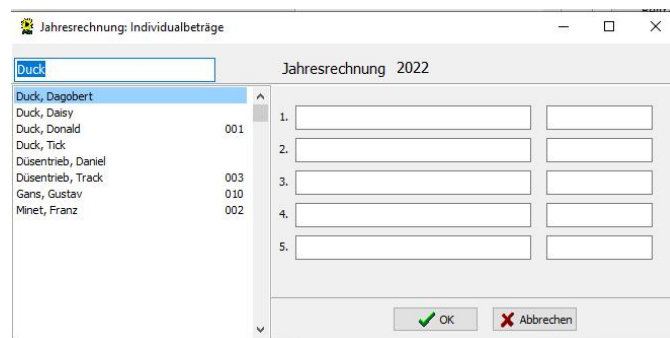 Jahresrechnung: Individualbeträge
Duck
Jahresrechnung 2022
Duck, Dagobert
Duck, Daisy
Duck, Donald 001
Duck, Tick
Düsentrieb, Daniel
Düsentrieb, Track 003
Gans, Gustav 010
Minet, Franz 002
1.
2.
3.
4.
5.
OK
Abbrechen